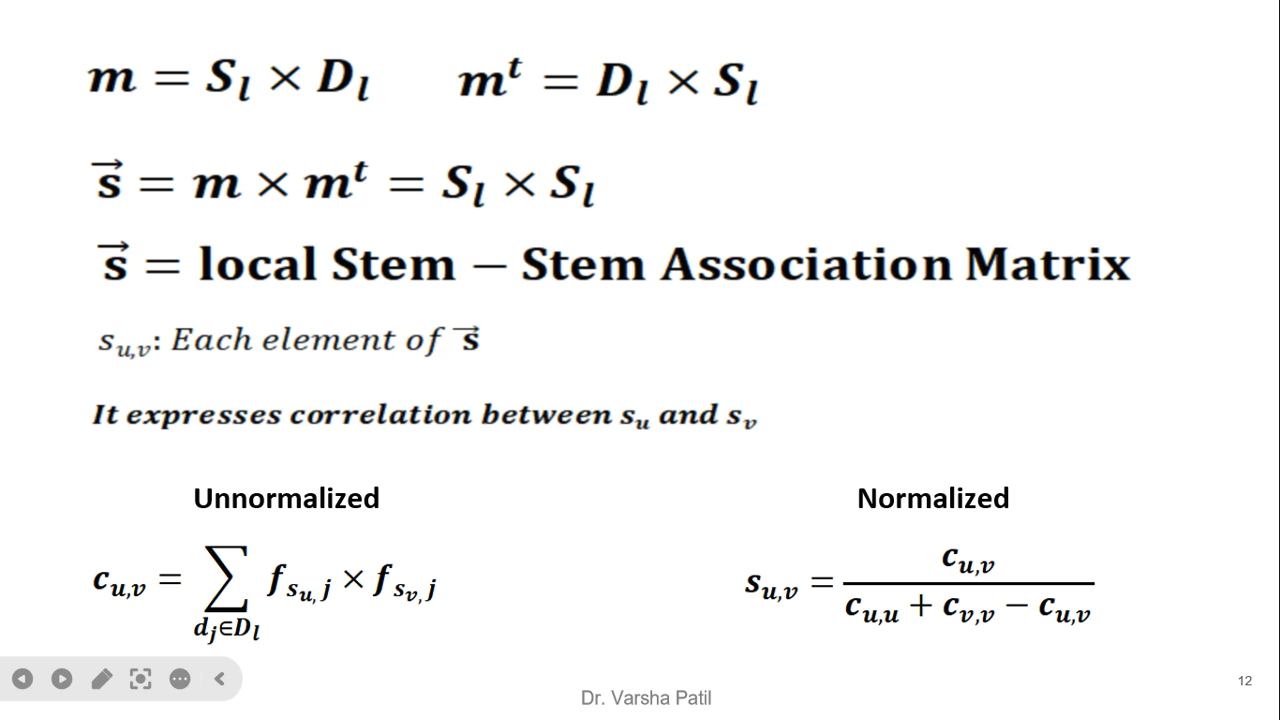 m = S_l × D_l    m^t = D_l × S_l
s⃗ = m × m^t = S_l × S_l
s⃗ = local Stem − Stem Association Matrix
s_{u,v}: Each element of s⃗
It expresses correlation between s_u and s_v
Unnormalized    Normalized
c_{u,v} = ∑_{d_j∈D_l} f_{s_u,j} × f_{s_v,j}    s_{u,v} = c_{u,v} / (c_{u,u} + c_{v,v} − c_{u,v})
12
Dr. Varsha Patil